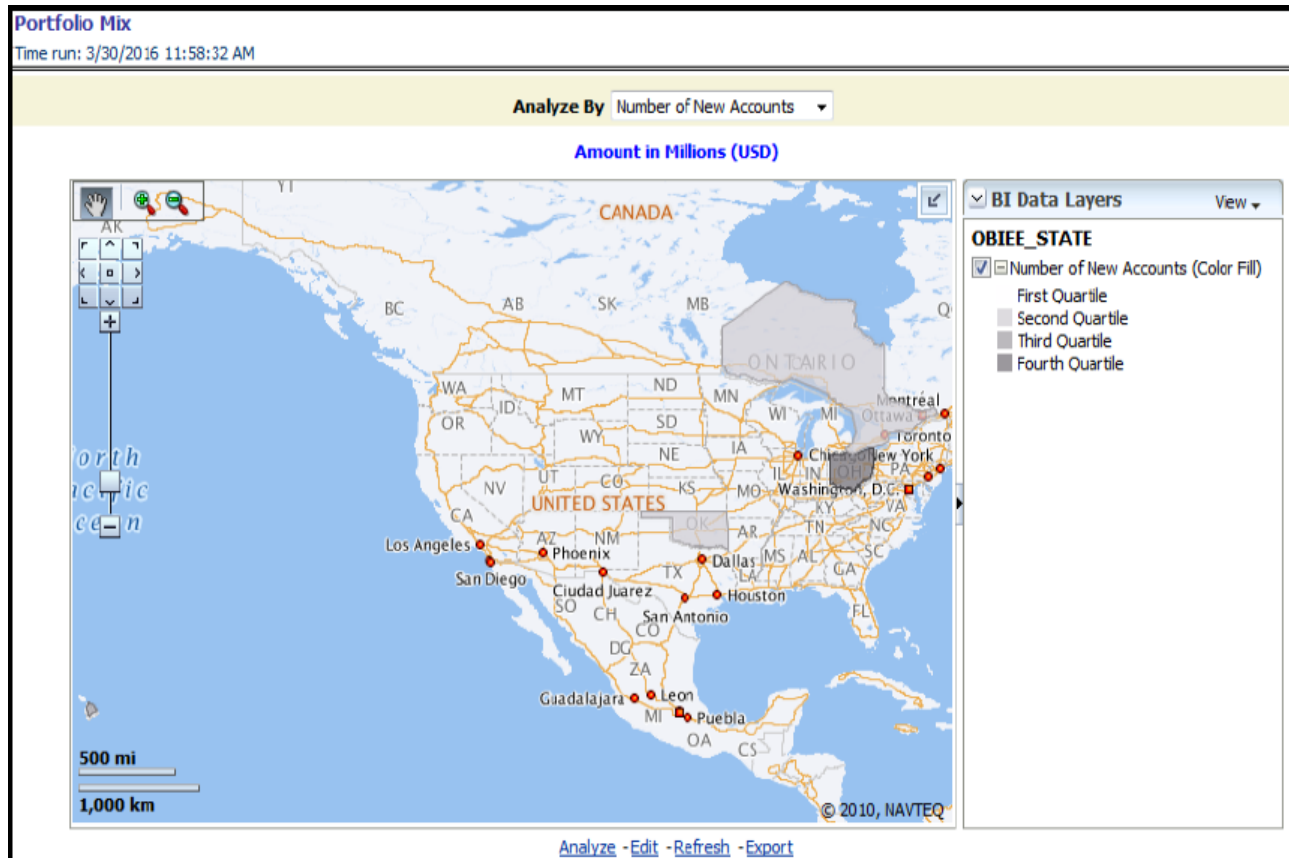 Portfolio Mix
Time run: 3/30/2016 11:58:32 AM
Analyze By Number of New Accounts
Amount in Millions (USD)
BI Data Layers View
OBIEE_STATE
Number of New Accounts (Color Fill)
First Quartile
Second Quartile
Third Quartile
Fourth Quartile
YT
AK
CANADA
BC AB SK MB
ONTARIO
WA MT ND MN
ID WI MI Ottawa Montréal
OR SD Toronto
WY IA Chicago New York
NE IL IN OH PA
NV UT CO KS MO Washington, D.C.
UNITED STATES KY VA
CA OK TN NC
AZ NM AR SC
Los Angeles Phoenix Dallas MS AL GA
San Diego TX LA
Ciudad Juarez Houston
SO CH San Antonio FL
CO
DG
ZA
Guadalajara Leon
MI Puebla
OA CS
500 mi
1,000 km
© 2010, NAVTEQ
Analyze - Edit - Refresh - Export